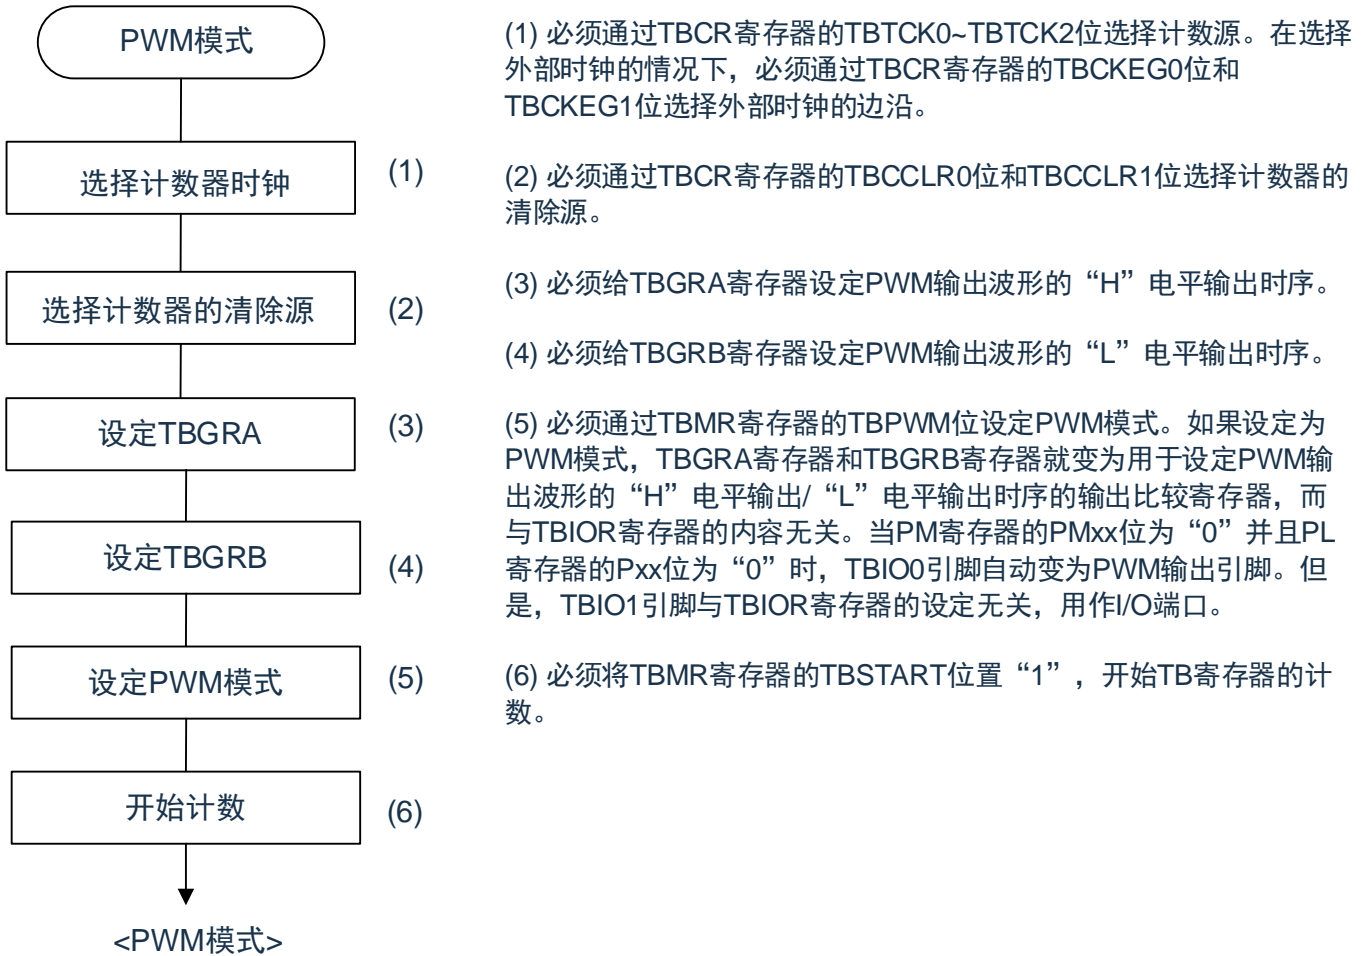 PWM模式
选择计数器时钟
(1)
选择计数器的清除源
(2)
设定TBGRA
(3)
设定TBGRB
(4)
设定PWM模式
(5)
开始计数
(6)
<PWM模式>
(1) 必须通过TBCR寄存器的TBTCK0~TBTCK2位选择计数源。在选择
外部时钟的情况下，必须通过TBCR寄存器的TBCKEG0位和
TBCKEG1位选择外部时钟的边沿。
(2) 必须通过TBCR寄存器的TBCCLR0位和TBCCLR1位选择计数器的
清除源。
(3) 必须给TBGRA寄存器设定PWM输出波形的“H”电平输出时序。
(4) 必须给TBGRB寄存器设定PWM输出波形的“L”电平输出时序。
(5) 必须通过TBMR寄存器的TBPWM位设定PWM模式。如果设定为
PWM模式，TBGRA寄存器和TBGRB寄存器就变为用于设定PWM输
出波形的“H”电平输出/“L”电平输出时序的输出比较寄存器，而
与TBIOR寄存器的内容无关。当PM寄存器的PMxx位为“0”并且PL
寄存器的Pxx位为“0”时，TBIO0引脚自动变为PWM输出引脚。但
是，TBIO1引脚与TBIOR寄存器的设定无关，用作I/O端口。
(6) 必须将TBMR寄存器的TBSTART位置“1”，开始TB寄存器的计
数。